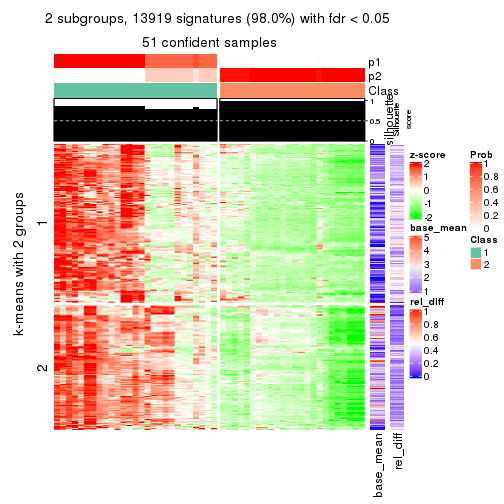 2 subgroups, 13919 signatures (98.0%) with fdr < 0.05
51 confident samples
p1
p2
Class
silhouette
Silhouette
score
1
0.5
0
k-means with 2 groups
1
2
base_mean
rel_diff
z-score
2
1
0
-1
-2
base_mean
5
4
3
2
1
rel_diff
1
0.8
0.6
0.4
0.2
0
Prob
1
0.8
0.6
0.4
0.2
0
Class
1
2